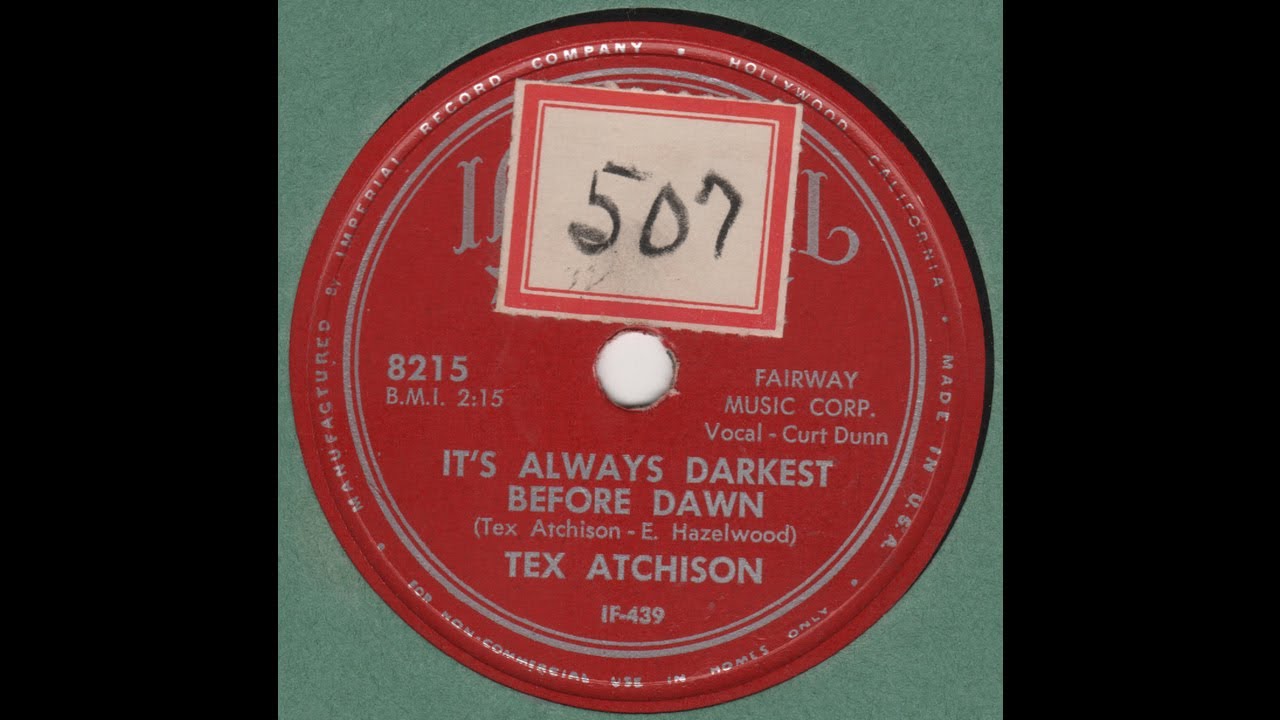 MANUFACTURED By IMPERIAL RECORD COMPANY • HOLLYWOOD CALIFORNIA • MADE IN U.S.A. •
507
8215
B.M.I. 2:15
FAIRWAY
MUSIC CORP.
Vocal - Curt Dunn
IT'S ALWAYS DARKEST
BEFORE DAWN
(Tex Atchison - E. Hazelwood)
TEX ATCHISON
IF-439
FOR NON-COMMERCIAL USE IN HOMES ONLY •